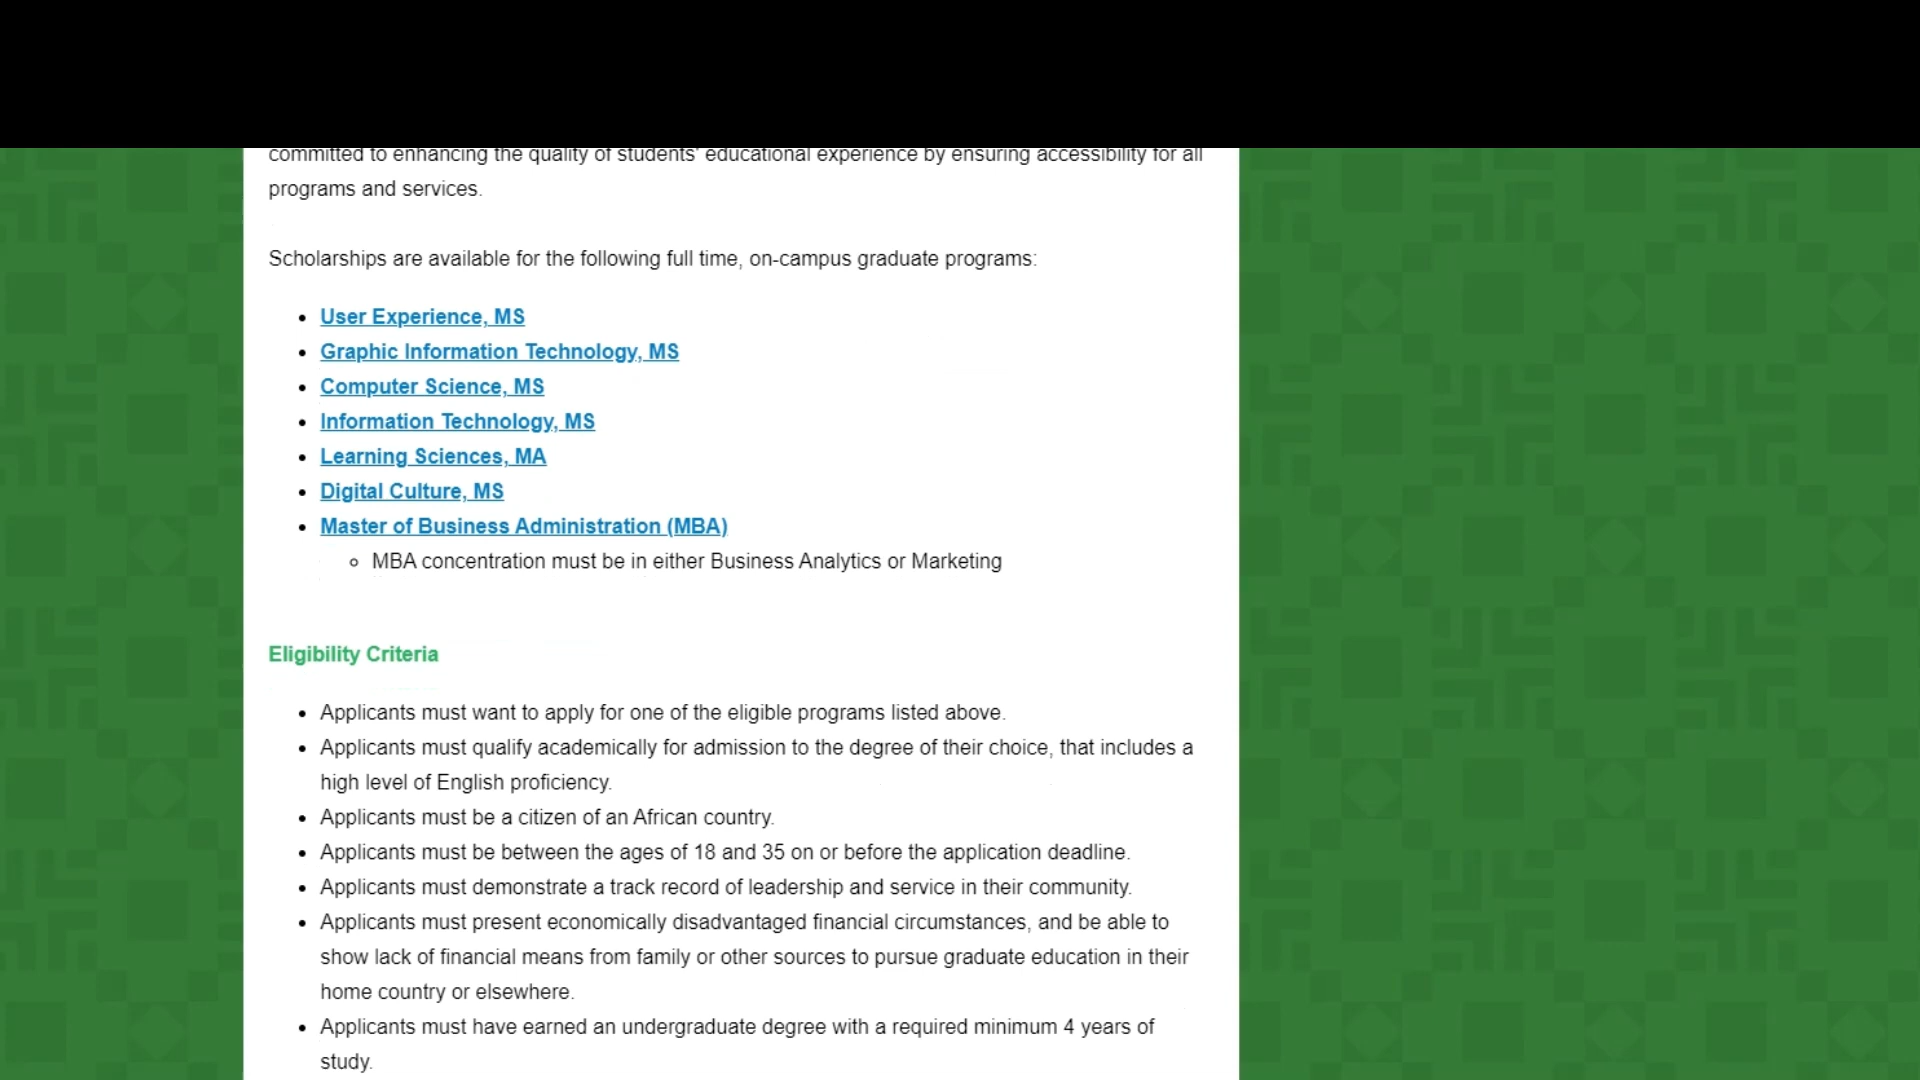 committed to enhancing the quality of students' educational experience by ensuring accessibility for all
programs and services.
Scholarships are available for the following full time, on-campus graduate programs:
User Experience, MS
Graphic Information Technology, MS
Computer Science, MS
Information Technology, MS
Learning Sciences, MA
Digital Culture, MS
Master of Business Administration (MBA)
MBA concentration must be in either Business Analytics or Marketing
Eligibility Criteria
Applicants must want to apply for one of the eligible programs listed above.
Applicants must qualify academically for admission to the degree of their choice, that includes a
high level of English proficiency.
Applicants must be a citizen of an African country.
Applicants must be between the ages of 18 and 35 on or before the application deadline.
Applicants must demonstrate a track record of leadership and service in their community.
Applicants must present economically disadvantaged financial circumstances, and be able to
show lack of financial means from family or other sources to pursue graduate education in their
home country or elsewhere.
Applicants must have earned an undergraduate degree with a required minimum 4 years of
study.